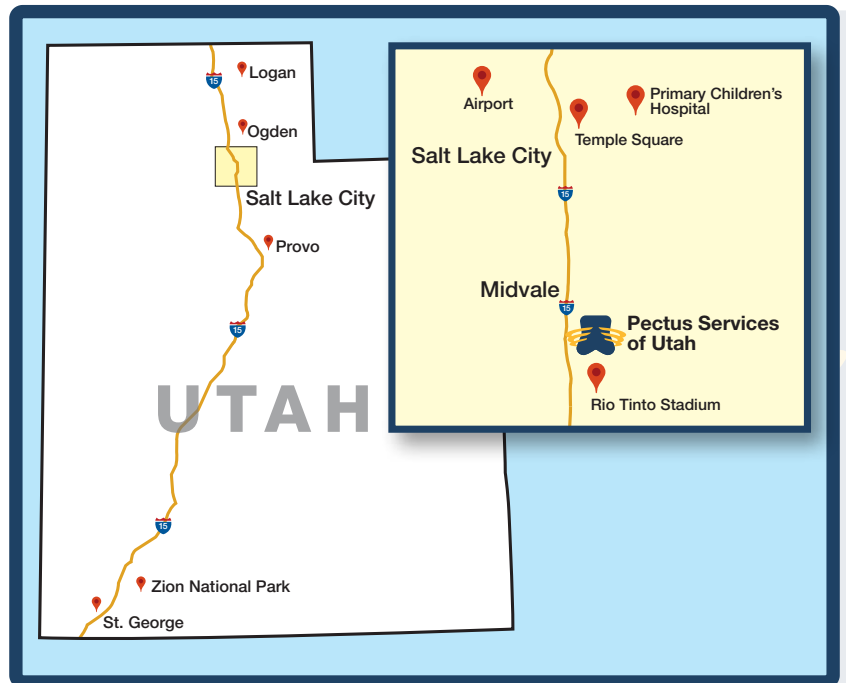 15
Logan
Ogden
Salt Lake City
Provo
15
UTAH
15
Zion National Park
St. George
Airport
Primary Children's
Hospital
Temple Square
Salt Lake City
15
Midvale
15
Pectus Services
of Utah
Rio Tinto Stadium